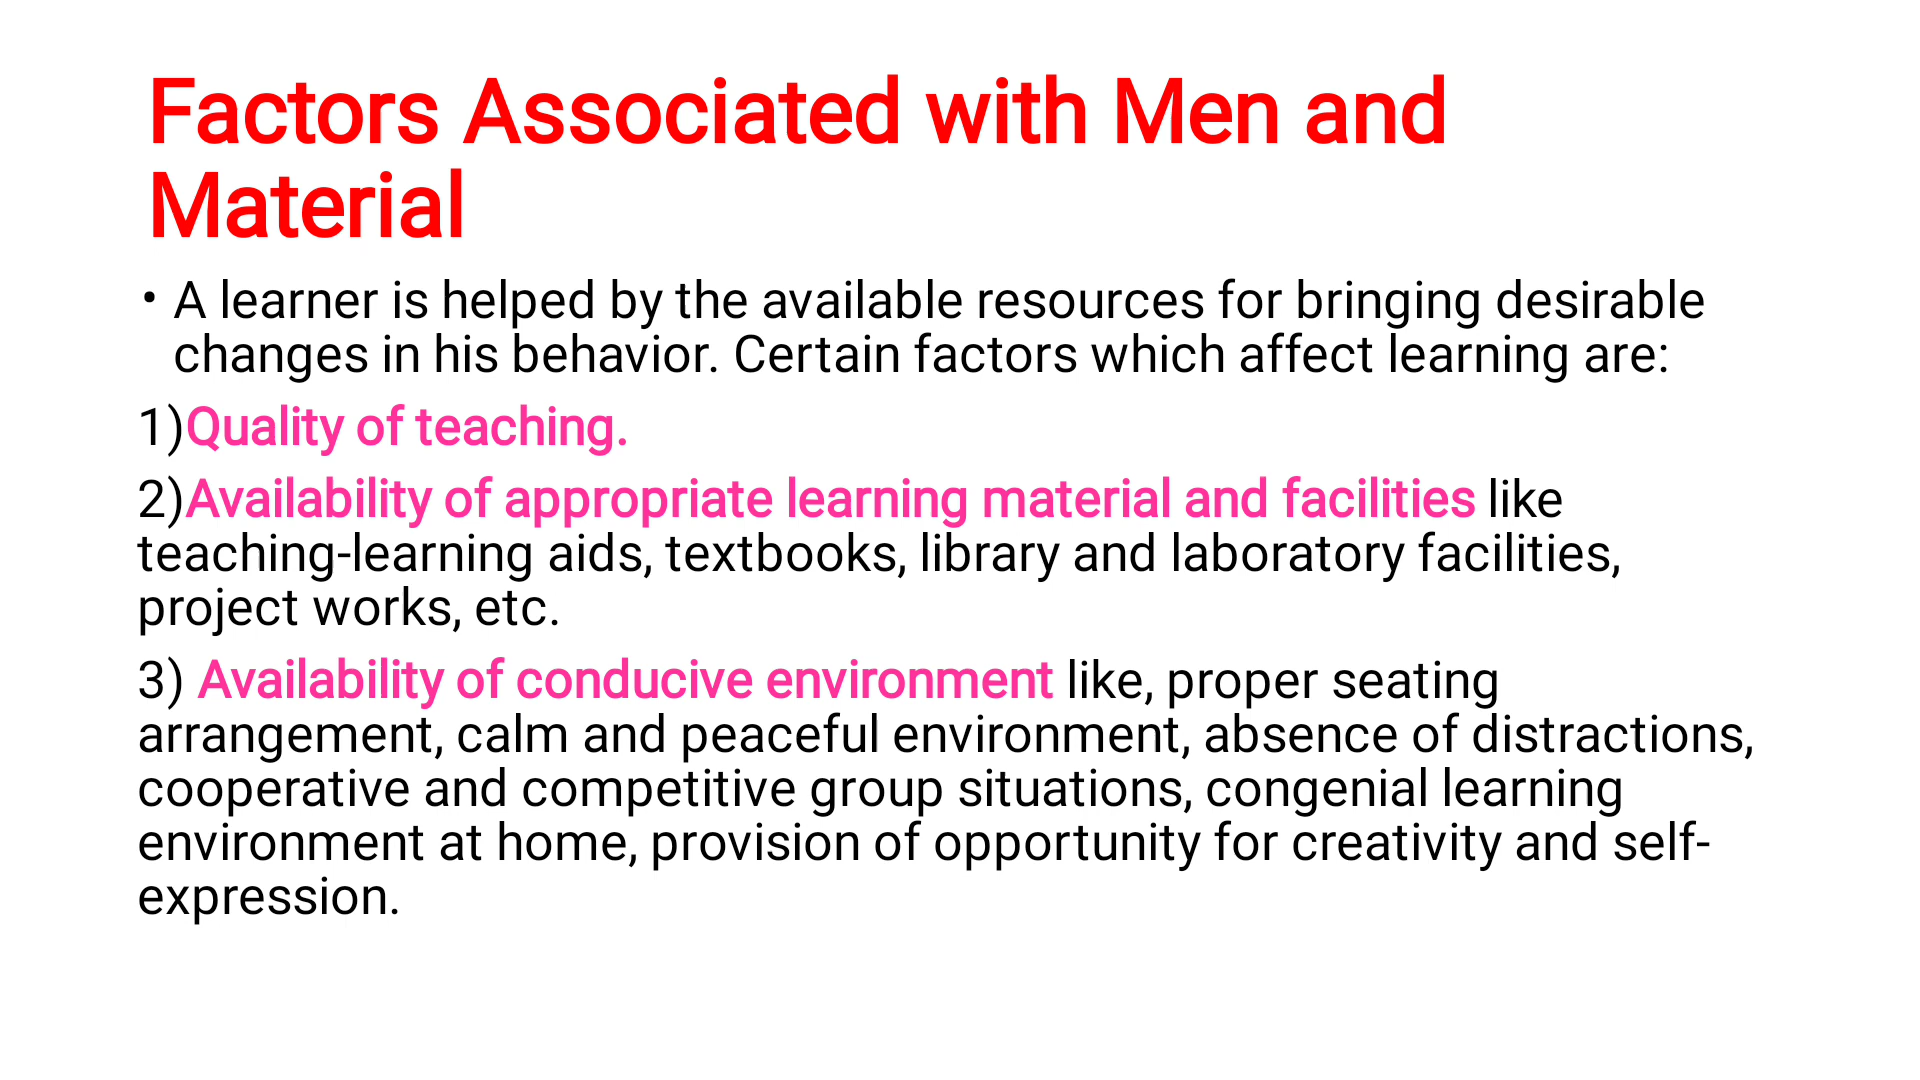 Factors Associated with Men and
Material
• A learner is helped by the available resources for bringing desirable
changes in his behavior. Certain factors which affect learning are:
1)Quality of teaching.
2)Availability of appropriate learning material and facilities like
teaching-learning aids, textbooks, library and laboratory facilities,
project works, etc.
3) Availability of conducive environment like, proper seating
arrangement, calm and peaceful environment, absence of distractions,
cooperative and competitive group situations, congenial learning
environment at home, provision of opportunity for creativity and self-
expression.